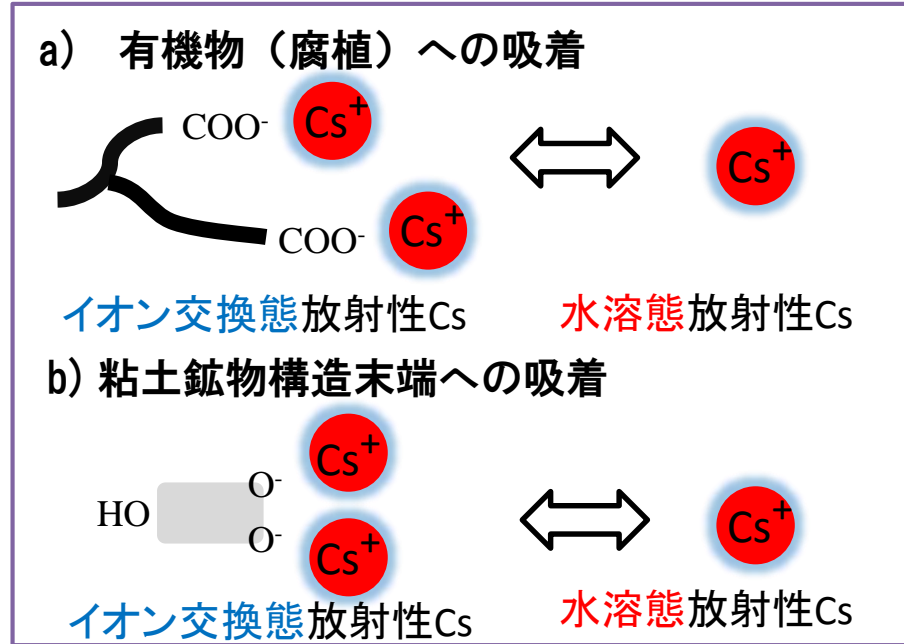 a) 有機物（腐植）への吸着
COO⁻ Cs⁺
Cs⁺
COO⁻ Cs⁺
イオン交換態放射性Cs 水溶態放射性Cs
b) 粘土鉱物構造末端への吸着
Cs⁺
O⁻
HO
Cs⁺
O⁻ Cs⁺
イオン交換態放射性Cs 水溶態放射性Cs